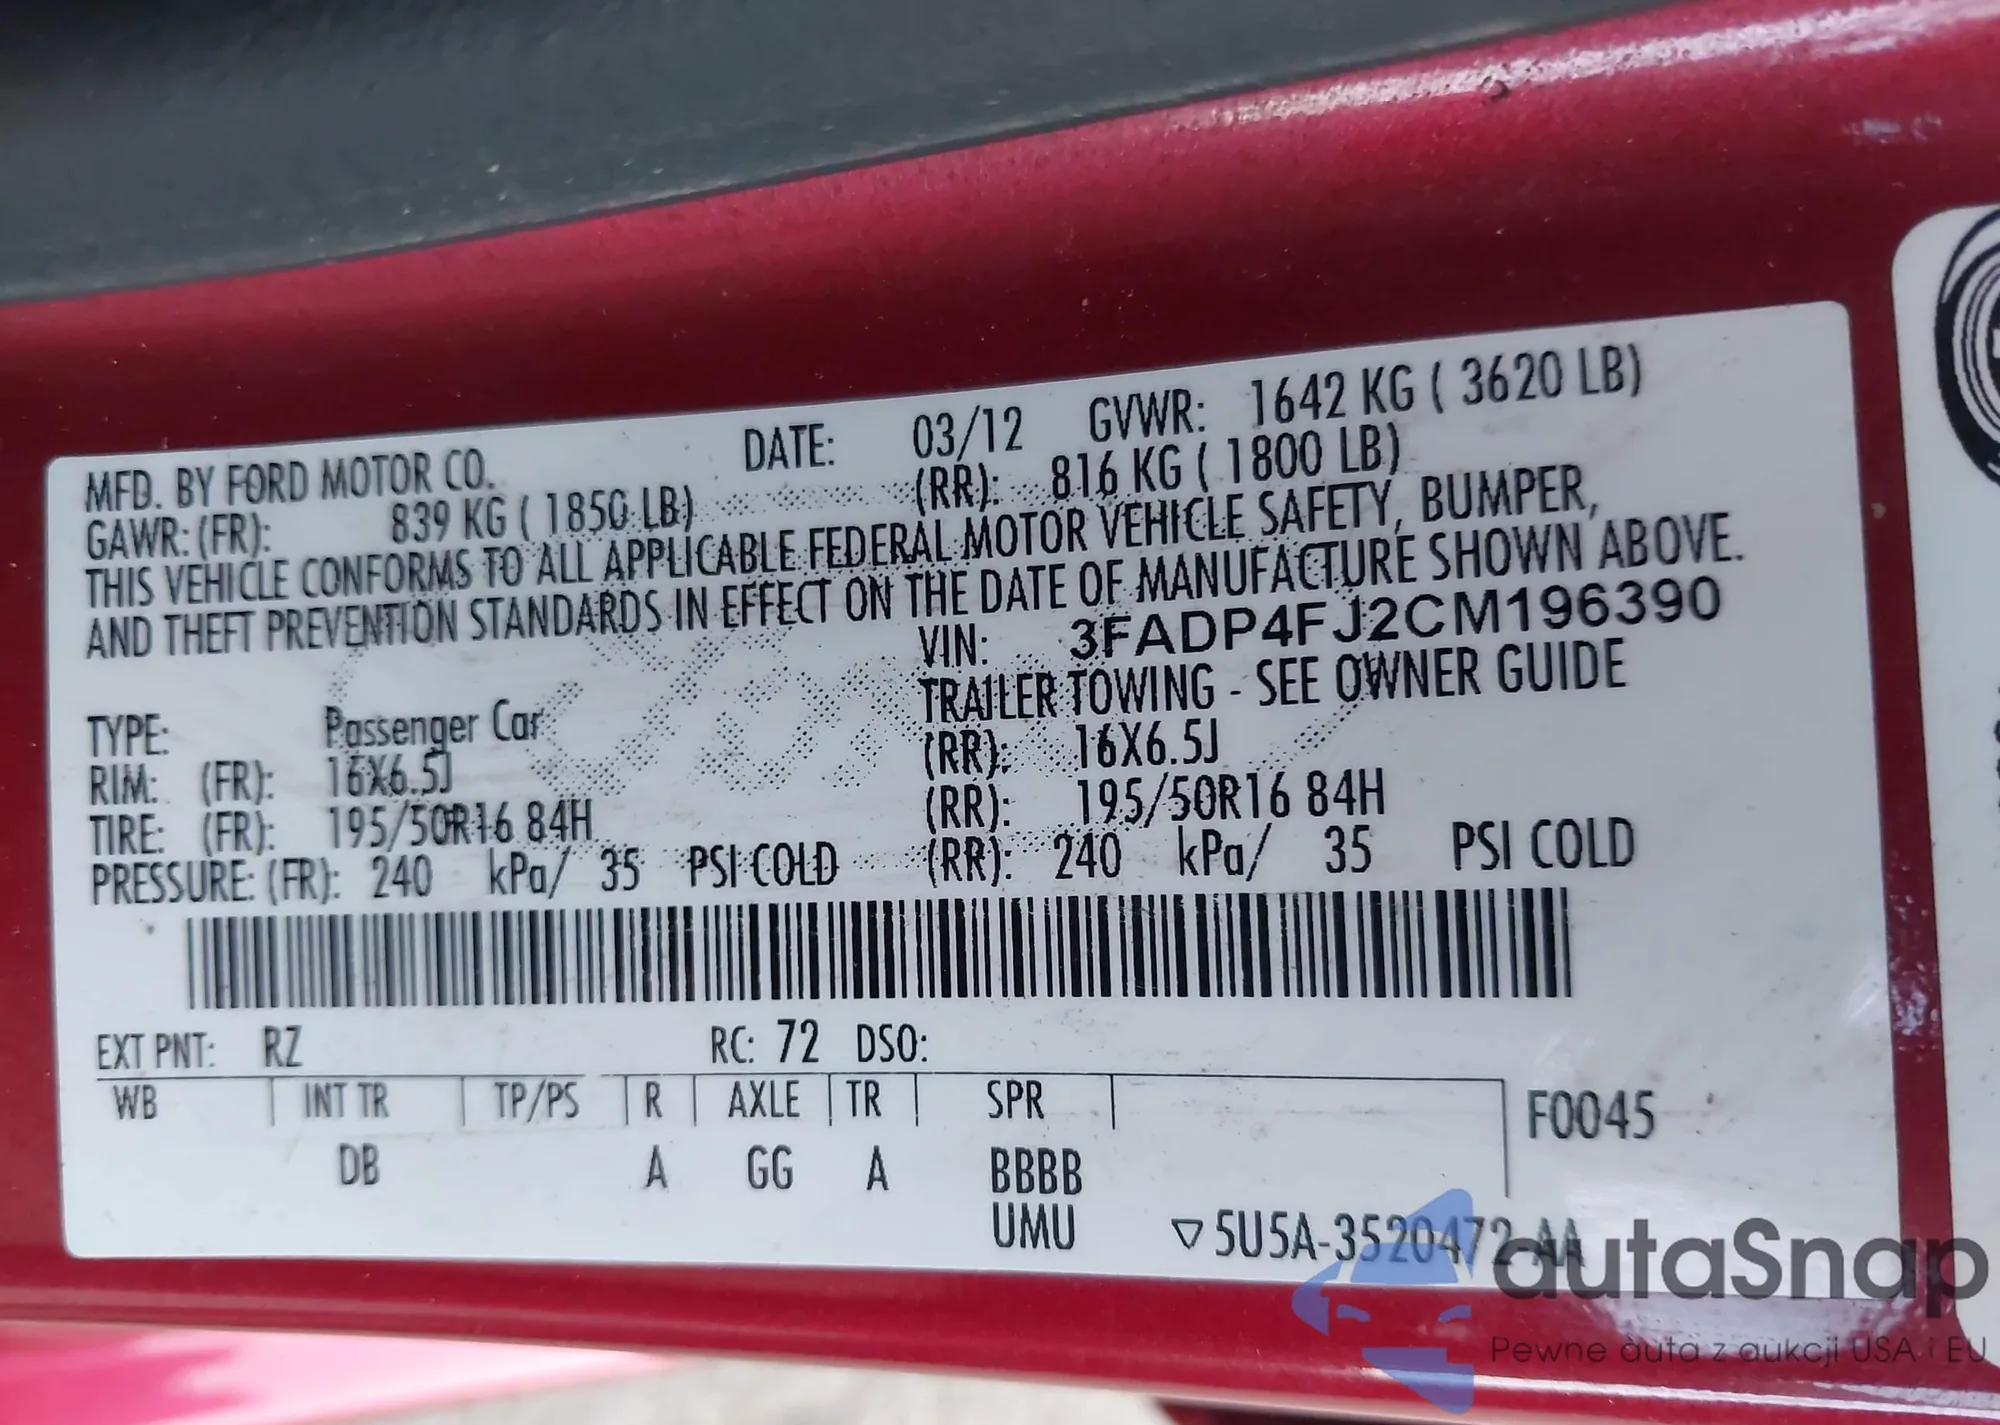 MFD. BY FORD MOTOR CO. DATE: 03/12 GVWR: 1642 KG ( 3620 LB)
GAWR: (FR): 839 KG ( 1850 LB) (RR): 816 KG ( 1800 LB)
THIS VEHICLE CONFORMS TO ALL APPLICABLE FEDERAL MOTOR VEHICLE SAFETY, BUMPER,
AND THEFT PREVENTION STANDARDS IN EFFECT ON THE DATE OF MANUFACTURE SHOWN ABOVE.
VIN: 3FADP4FJ2CM196390
TYPE: Passenger Car TRAILER TOWING - SEE OWNER GUIDE
RIM: (FR): 16X6.5J (RR): 16X6.5J
TIRE: (FR): 195/50R16 84H (RR): 195/50R16 84H
PRESSURE: (FR): 240 kPa/ 35 PSI COLD (RR): 240 kPa/ 35 PSI COLD
EXT PNT: RZ RC: 72 DSO:
WB INT TR TP/PS R AXLE TR SPR F0045
DB A GG A BBBB
UMU ▽5U5A-3520472-AA
autaSnap
Pewne auta z aukcji USA i EU